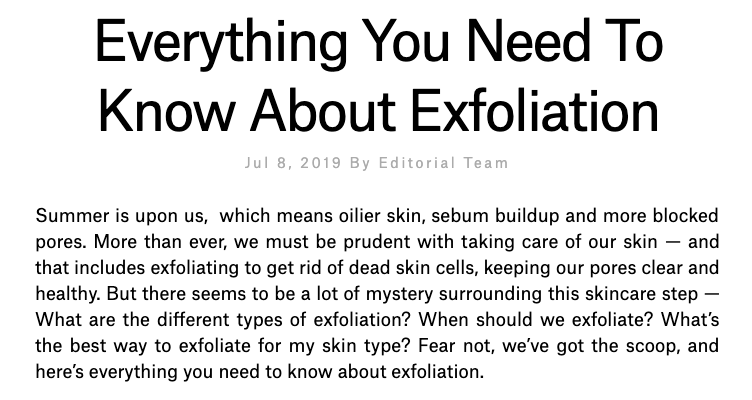 Everything You Need To
Know About Exfoliation
Jul 8, 2019 By Editorial Team
Summer is upon us,  which means oilier skin, sebum buildup and more blocked
pores. More than ever, we must be prudent with taking care of our skin — and
that includes exfoliating to get rid of dead skin cells, keeping our pores clear and
healthy. But there seems to be a lot of mystery surrounding this skincare step —
What are the different types of exfoliation? When should we exfoliate? What’s
the best way to exfoliate for my skin type? Fear not, we’ve got the scoop, and
here’s everything you need to know about exfoliation.